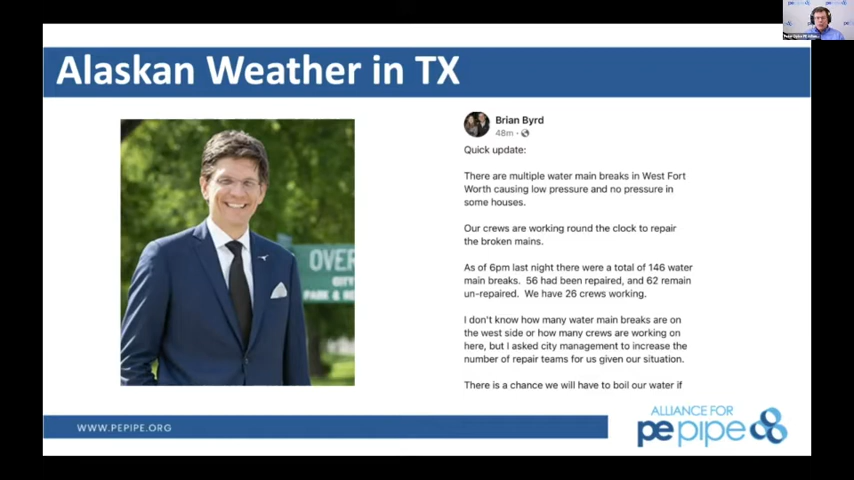 Alaskan Weather in TX
OVER
CITY
PARK &
Brian Byrd
48m
Quick update:
There are multiple water main breaks in West Fort
Worth causing low pressure and no pressure in
some houses.
Our crews are working round the clock to repair
the broken mains.
As of 6pm last night there were a total of 146 water
main breaks. 56 had been repaired, and 62 remain
un-repaired. We have 26 crews working.
I don't know how many water main breaks are on
the west side or how many crews are working on
here, but I asked city management to increase the
number of repair teams for us given our situation.
There is a chance we will have to boil our water if
WWW.PEPIPE.ORG
ALLIANCE FOR
pepipe